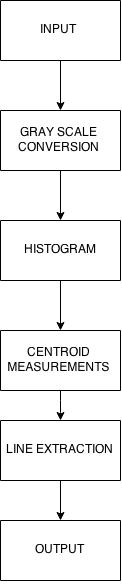 INPUT
GRAY SCALE
CONVERSION
HISTOGRAM
CENTROID
MEASUREMENTS
LINE EXTRACTION
OUTPUT